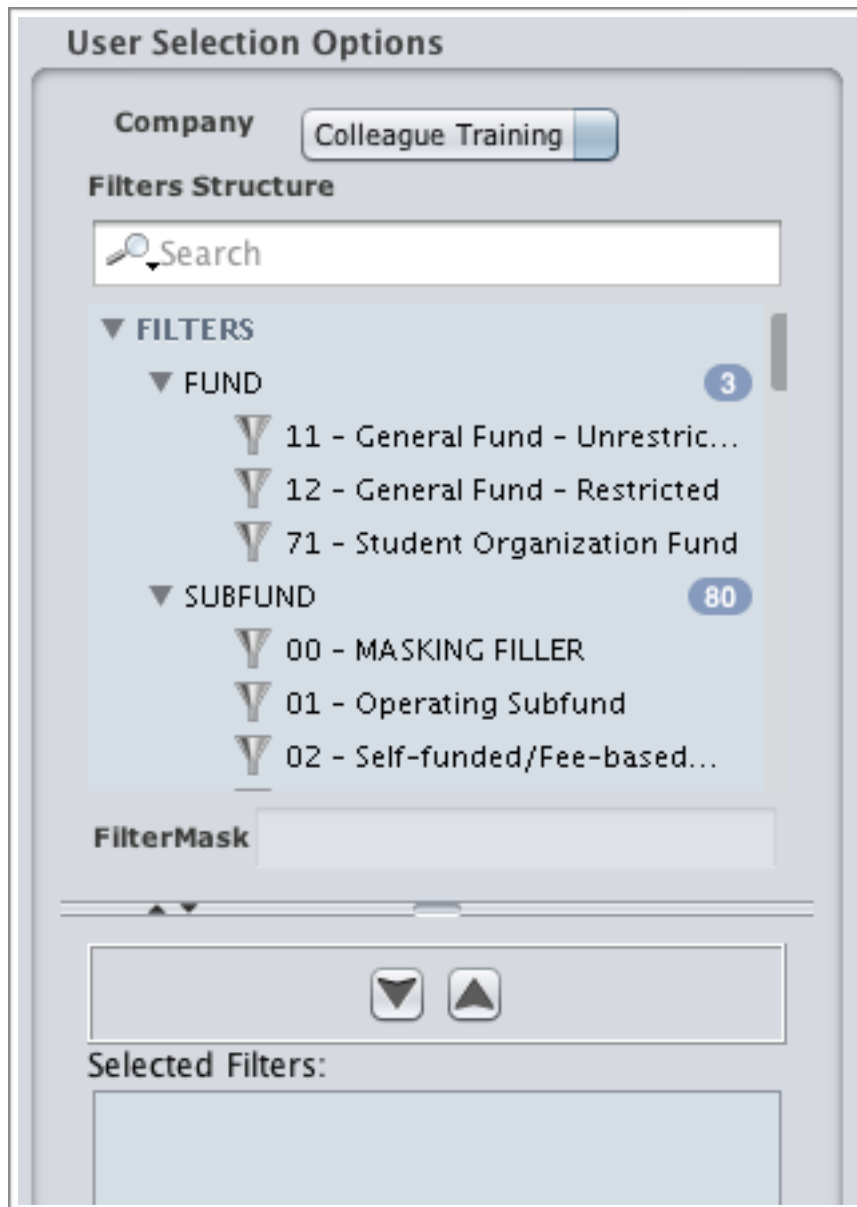 User Selection Options
Company Colleague Training
Filters Structure
Search
FILTERS
FUND 3
11 - General Fund - Unrestric...
12 - General Fund - Restricted
71 - Student Organization Fund
SUBFUND 80
00 - MASKING FILLER
01 - Operating Subfund
02 - Self-funded/Fee-based...
FilterMask
Selected Filters: